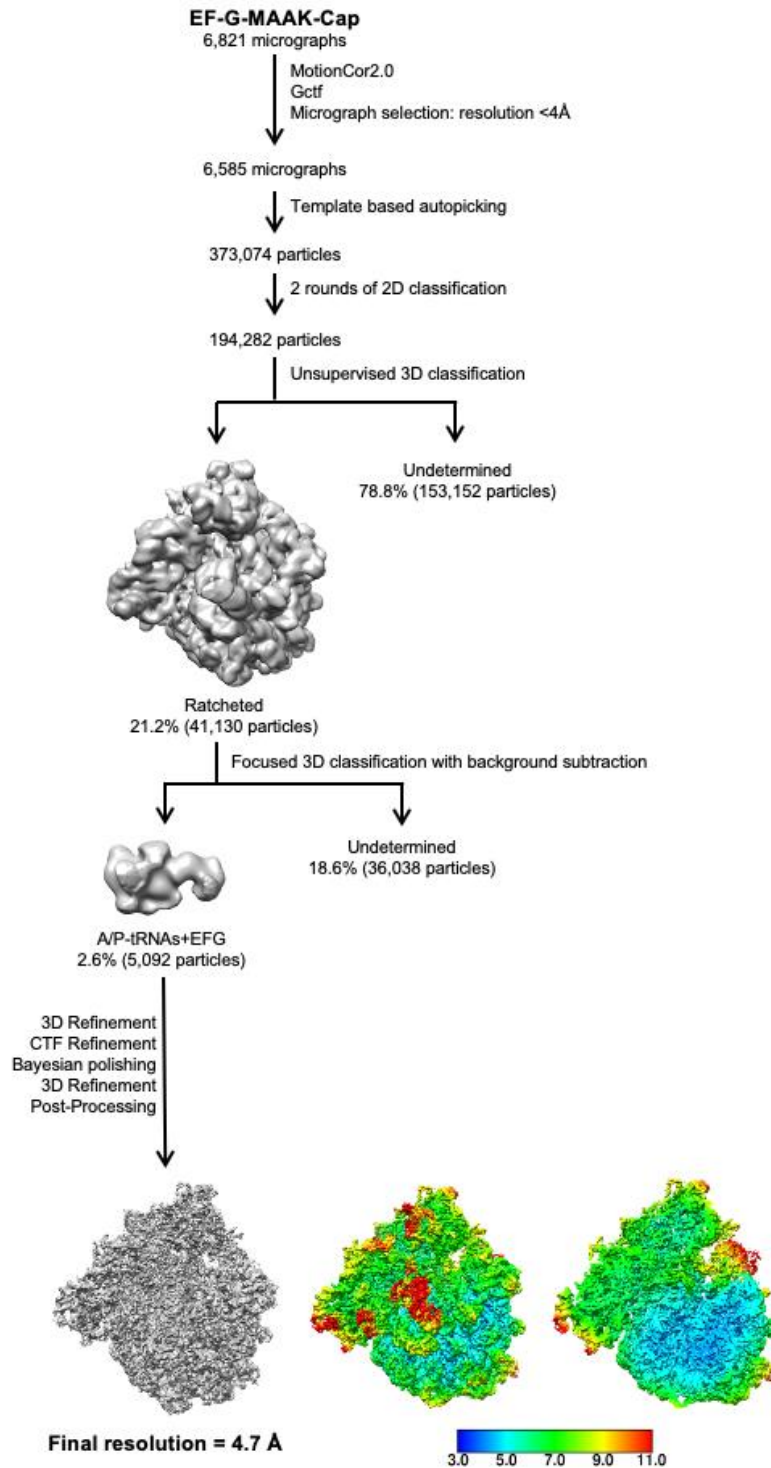 EF-G-MAAK-Cap
6,821 micrographs
MotionCor2.0
Gctf
Micrograph selection: resolution <4Å
6,585 micrographs
Template based autopicking
373,074 particles
2 rounds of 2D classification
194,282 particles
Unsupervised 3D classification
Undetermined
78.8% (153,152 particles)
Ratcheted
21.2% (41,130 particles)
Focused 3D classification with background subtraction
Undetermined
18.6% (36,038 particles)
A/P-tRNAs+EFG
2.6% (5,092 particles)
3D Refinement
CTF Refinement
Bayesian polishing
3D Refinement
Post-Processing
Final resolution = 4.7 Å
3.0 5.0 7.0 9.0 11.0